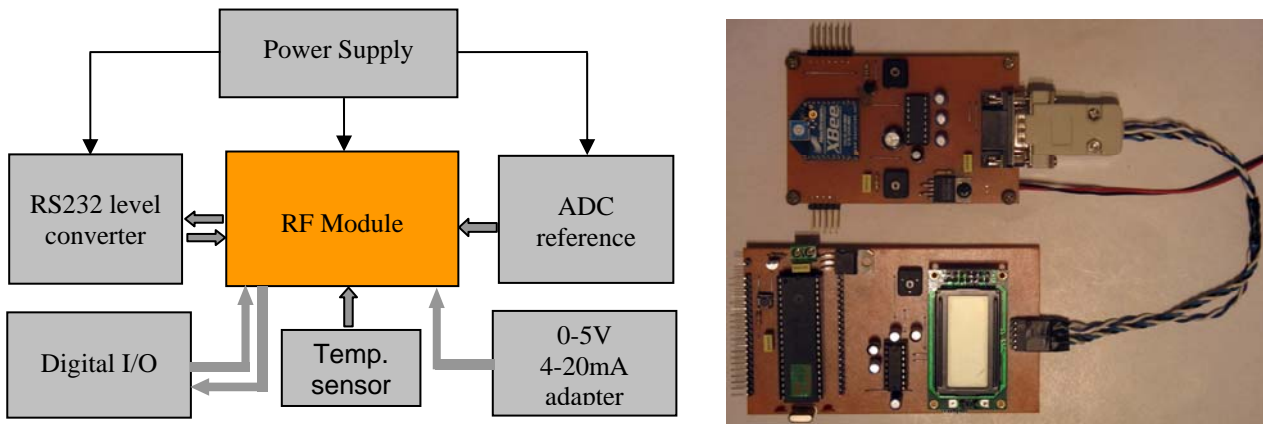 Power Supply
RS232 level
converter
RF Module
ADC
reference
Digital I/O
Temp.
sensor
0-5V
4-20mA
adapter
XBee